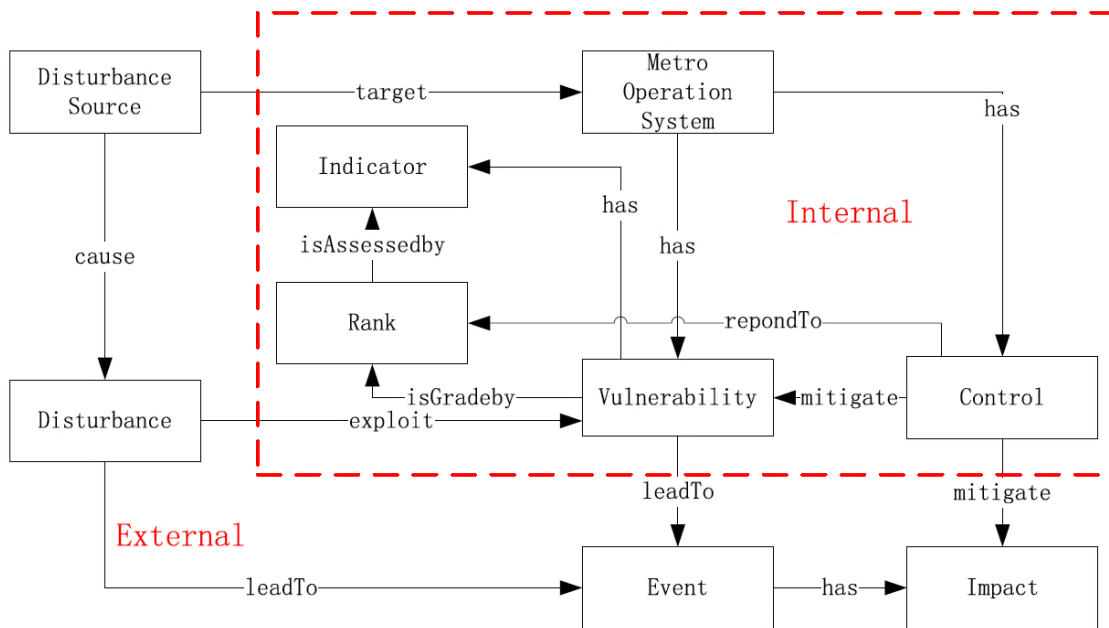 Disturbance
Source
target
Metro
Operation
System
has
Indicator
has
Internal
isAssessedby
has
cause
Rank
repondTo
Disturbance
isGradeby
exploit
Vulnerability
mitigate
Control
leadTo
mitigate
External
leadTo
Event
has
Impact